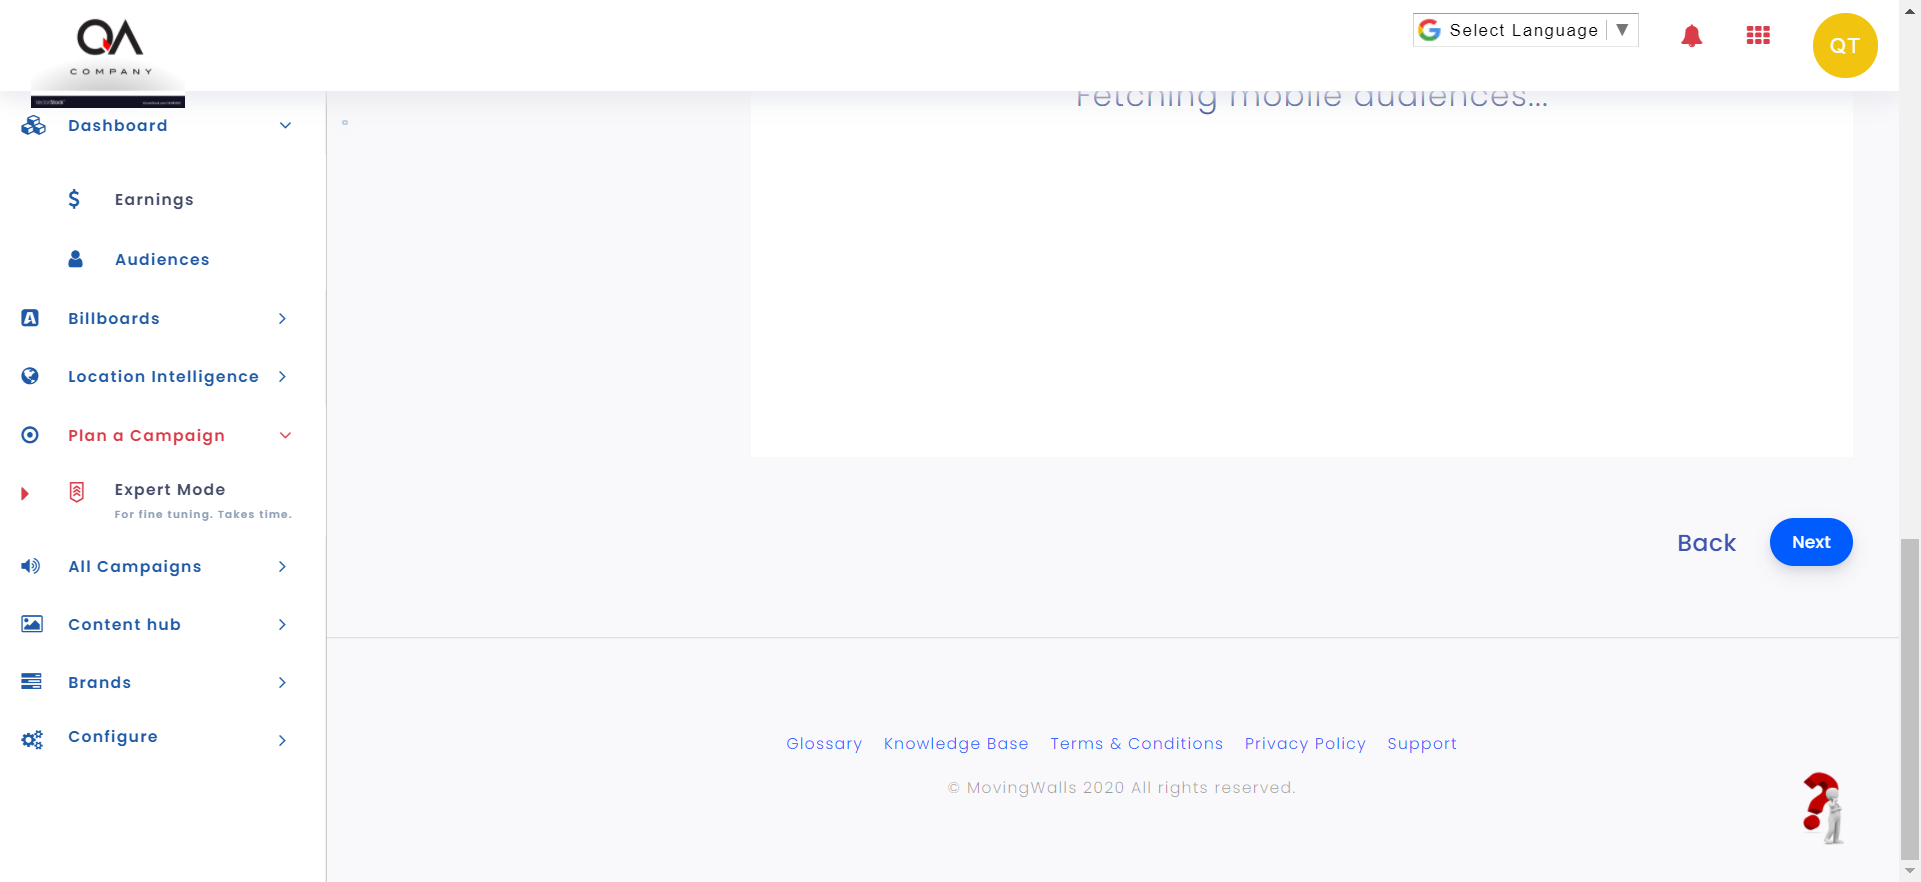 QA
COMPANY
Select Language ▼
QT
Fetching mobile audiences...
Dashboard
Earnings
Audiences
Billboards
Location Intelligence
Plan a Campaign
Expert Mode
For fine tuning. Takes time.
All Campaigns
Content hub
Brands
Configure
Back
Next
Glossary Knowledge Base Terms & Conditions Privacy Policy Support
© MovingWalls 2020 All rights reserved.